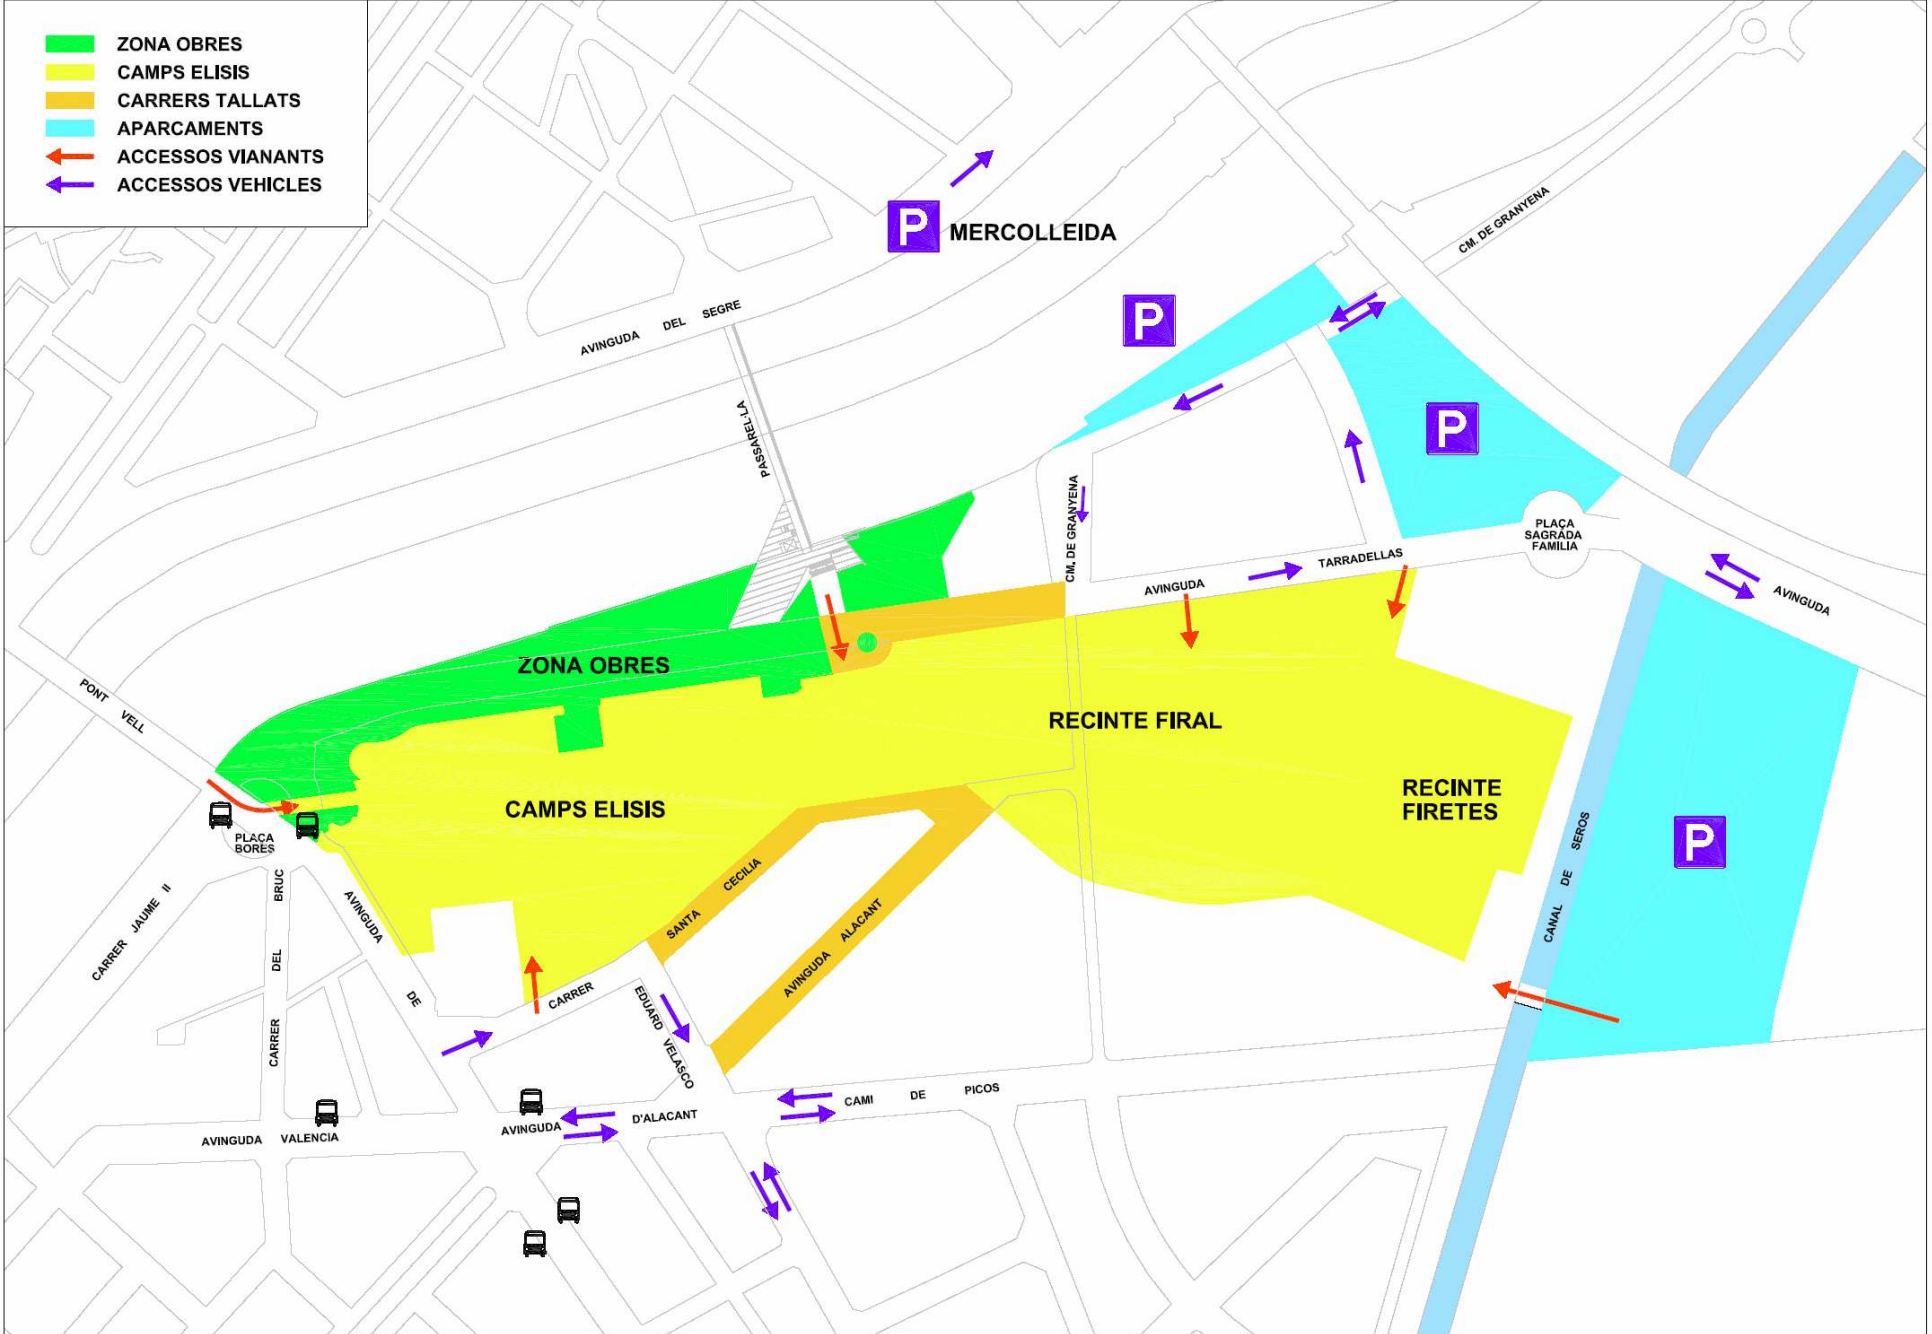 ZONA OBRES
CAMPS ELISIS
CARRERS TALLATS
APARCAMENTS
ACCESSOS VIANANTS
ACCESSOS VEHICLES
P MERCOLLEIDA
CM. DE GRANYENA
P
AVINGUDA DEL SEGRE
PASSAREL·LA
P
CM. DE GRANYENA
PLAÇA
SAGRADA
FAMILIA
AVINGUDA TARRADELLAS
AVINGUDA
ZONA OBRES
PONT VELL
RECINTE FIRAL
RECINTE
FIRETES
CAMPS ELISIS
PLAÇA
BORES
P
CANAL DE SEROS
CARRER JAUME II
CARRER DEL BRUC
AVINGUDA DE
CARRER SANTA CECILIA
AVINGUDA ALACANT
EDUARD VELASCO
CAMI DE PICOS
AVINGUDA D'ALACANT
AVINGUDA VALENCIA